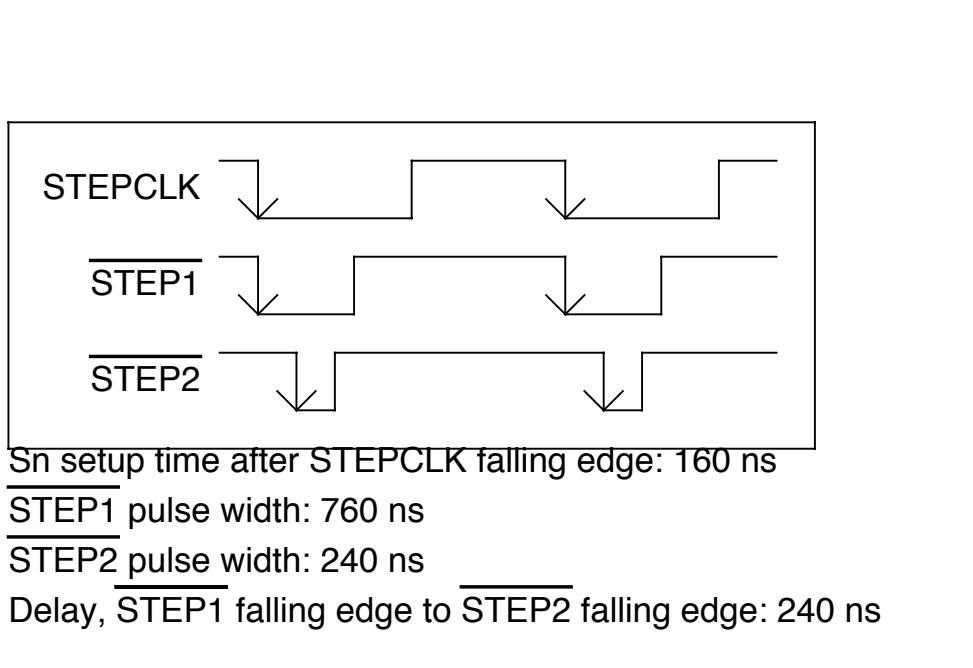 STEPCLK
STEP1
STEP2
Sn setup time after STEPCLK falling edge: 160 ns
STEP1 pulse width: 760 ns
STEP2 pulse width: 240 ns
Delay, STEP1 falling edge to STEP2 falling edge: 240 ns